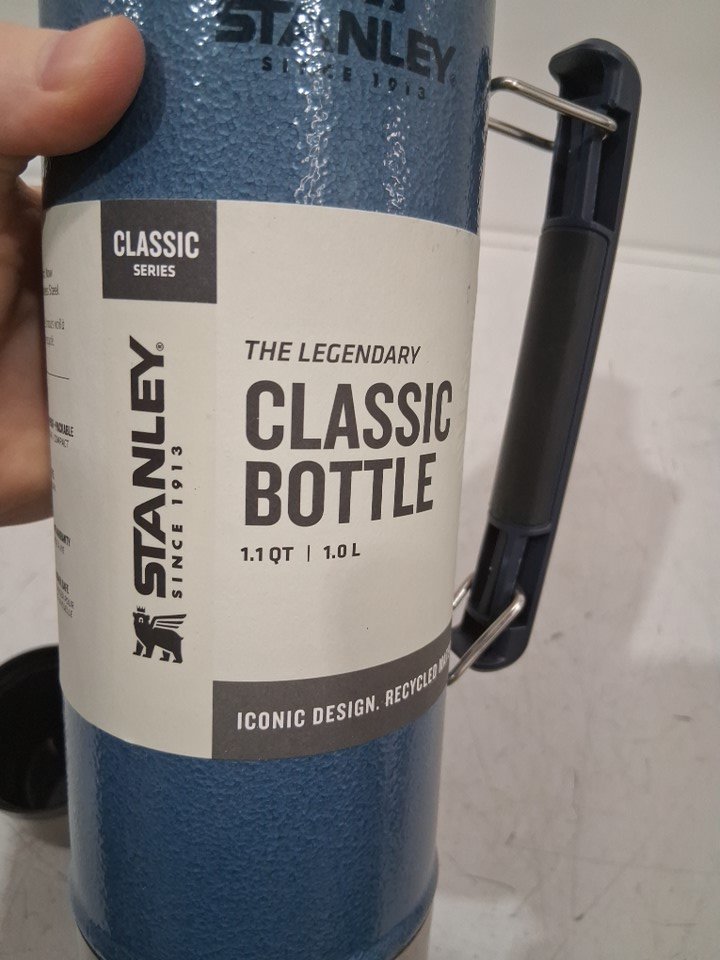 STANLEY®
SINCE 1913
CLASSIC
SERIES
STANLEY®
SINCE 1913
THE LEGENDARY
CLASSIC
BOTTLE
1.1 QT | 1.0 L
ICONIC DESIGN. RECYCLED